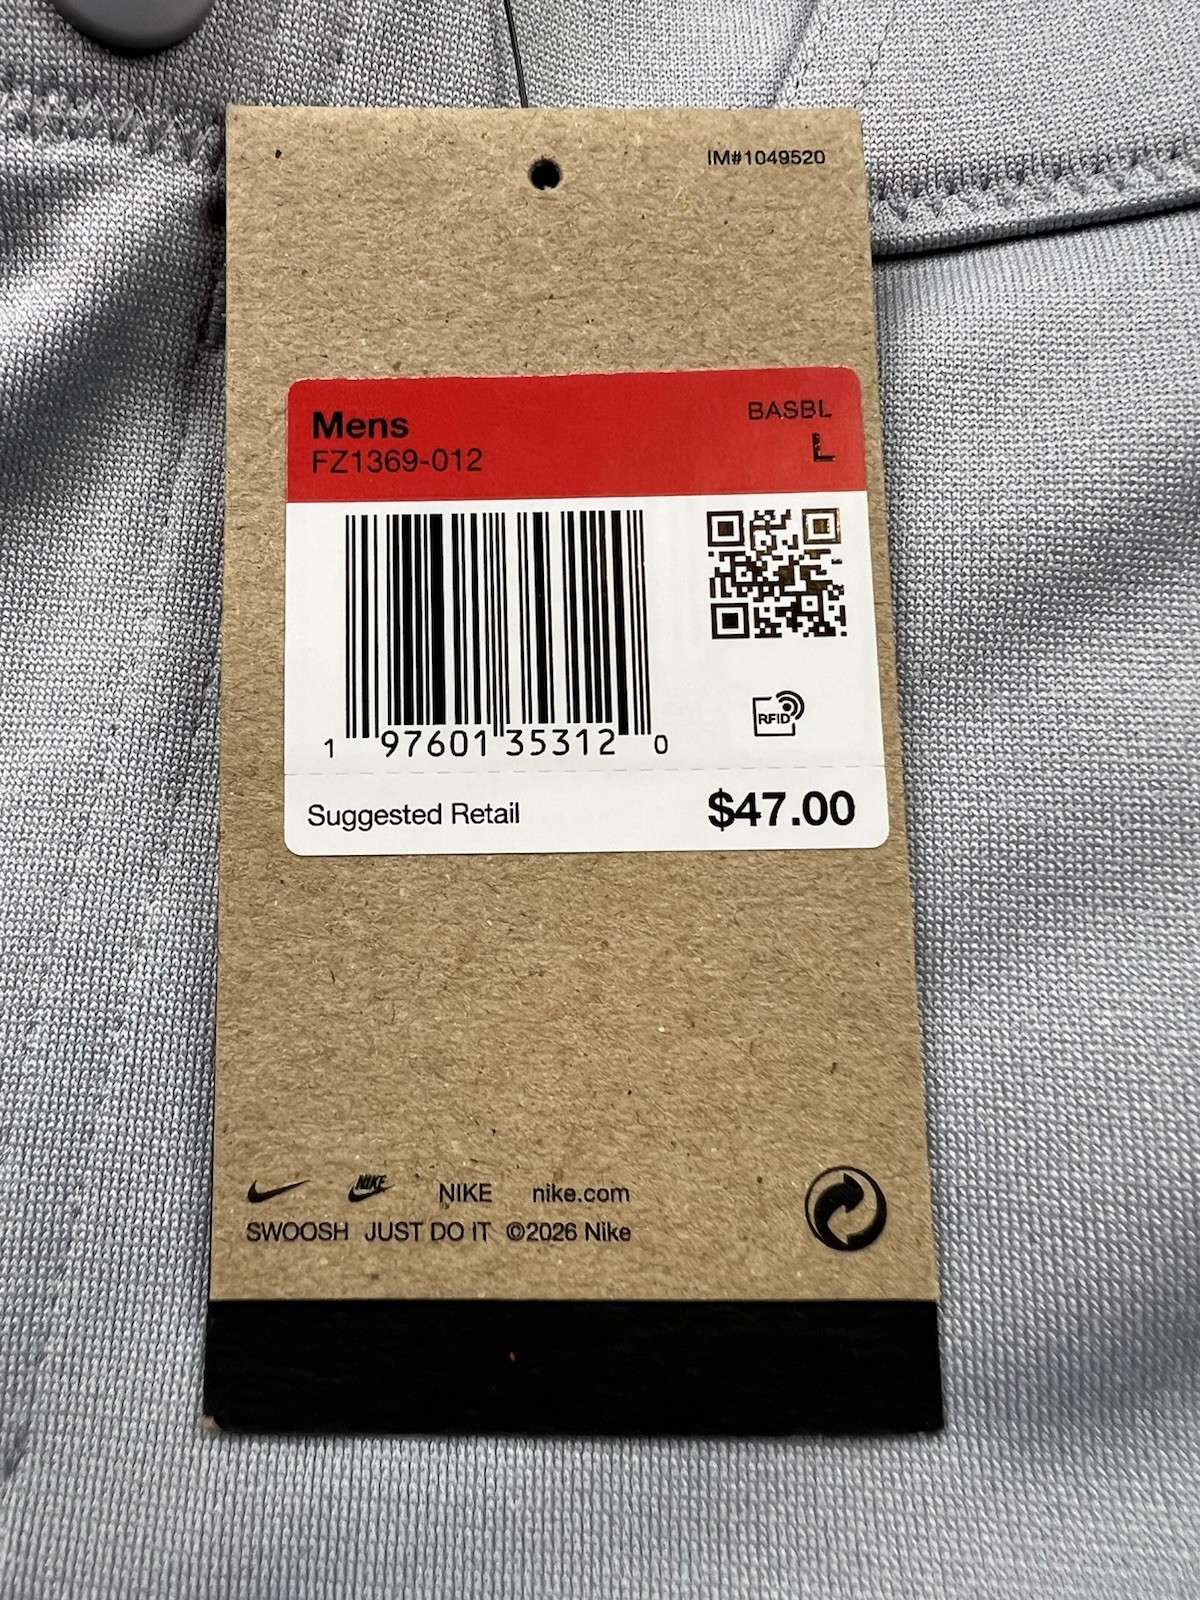 IM#1049520
Mens BASBL
FZ1369-012 L
1 97601 35312 0
RFID
Suggested Retail $47.00
NIKE NIKE nike.com
SWOOSH JUST DO IT ©2026 Nike